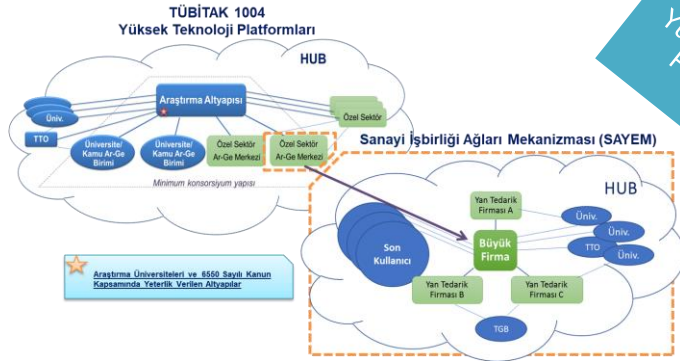 TÜBİTAK 1004
Yüksek Teknoloji Platformları
HUB
Araştırma Altyapısı
Üniv.
TTO
Özel Sektör
Üniversite/
Kamu Ar-Ge
Birimi
Üniversite/
Kamu Ar-Ge
Birimi
Özel Sektör
Ar-Ge Merkezi
Özel Sektör
Ar-Ge Merkezi
Minimum konsorsiyum yapısı
Sanayi İşbirliği Ağları Mekanizması (SAYEM)
HUB
Yan Tedarik
Firması A
Üniv.
Üniv.
TTO
Üniv.
Son
Kullanıcı
Büyük
Firma
Yan Tedarik
Firması B
Yan Tedarik
Firması C
TGB
Araştırma Üniversiteleri ve 6550 Sayılı Kanun
Kapsamında Yeterlik Verilen Altyapılar